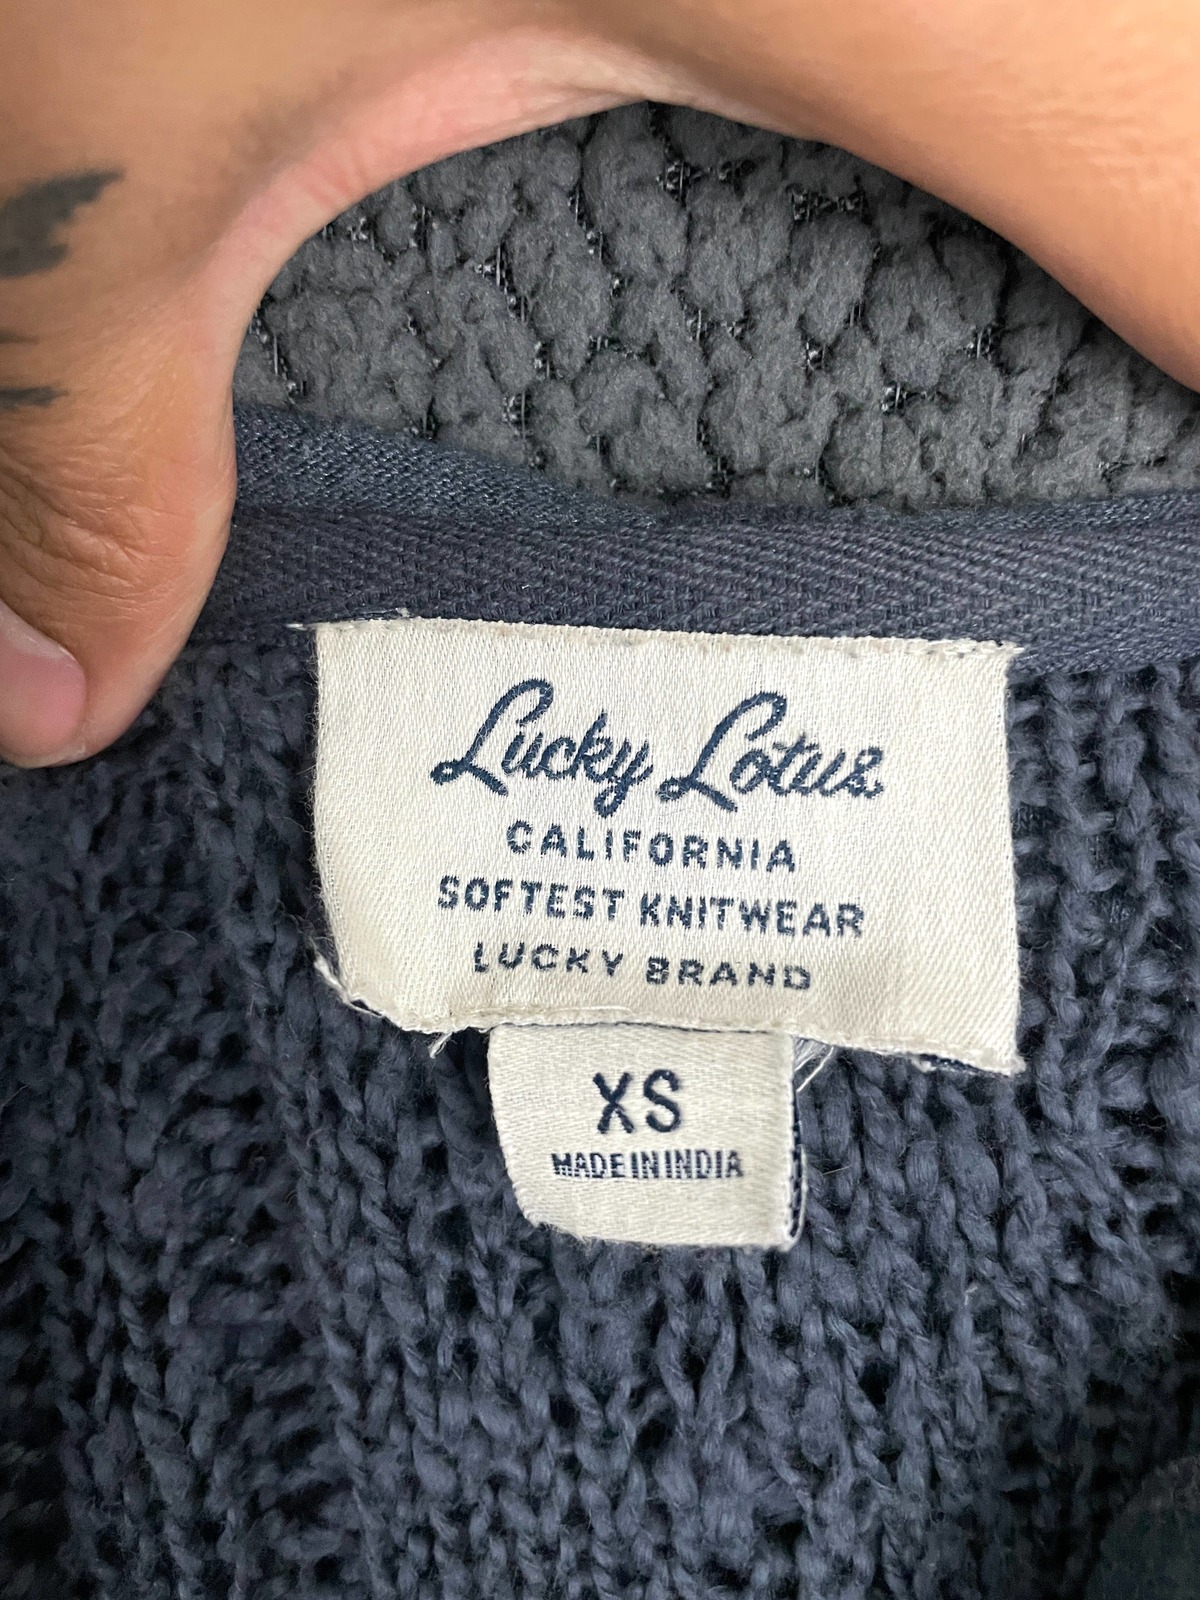 Lucky Lotus
CALIFORNIA
SOFTEST KNITWEAR
LUCKY BRAND
XS
MADE IN INDIA